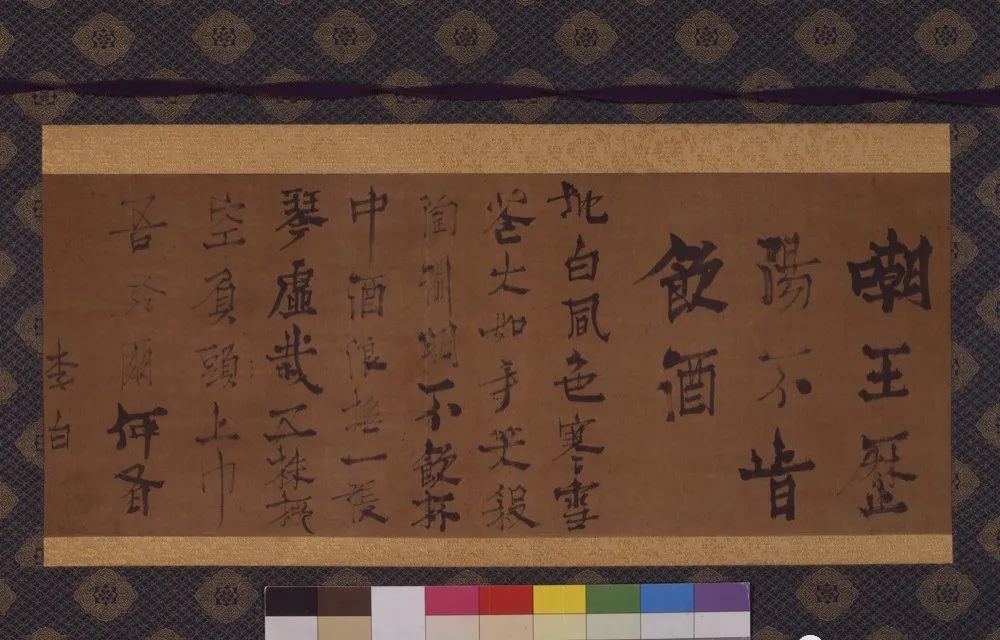 嘲王歷
陽不肯
飲酒
地白風色寒雪
花大如手笑殺
陶淵明不飲杯
中酒浪撫一張
琴虛栽五株柳
空負頭上巾
吾於爾何有
李白